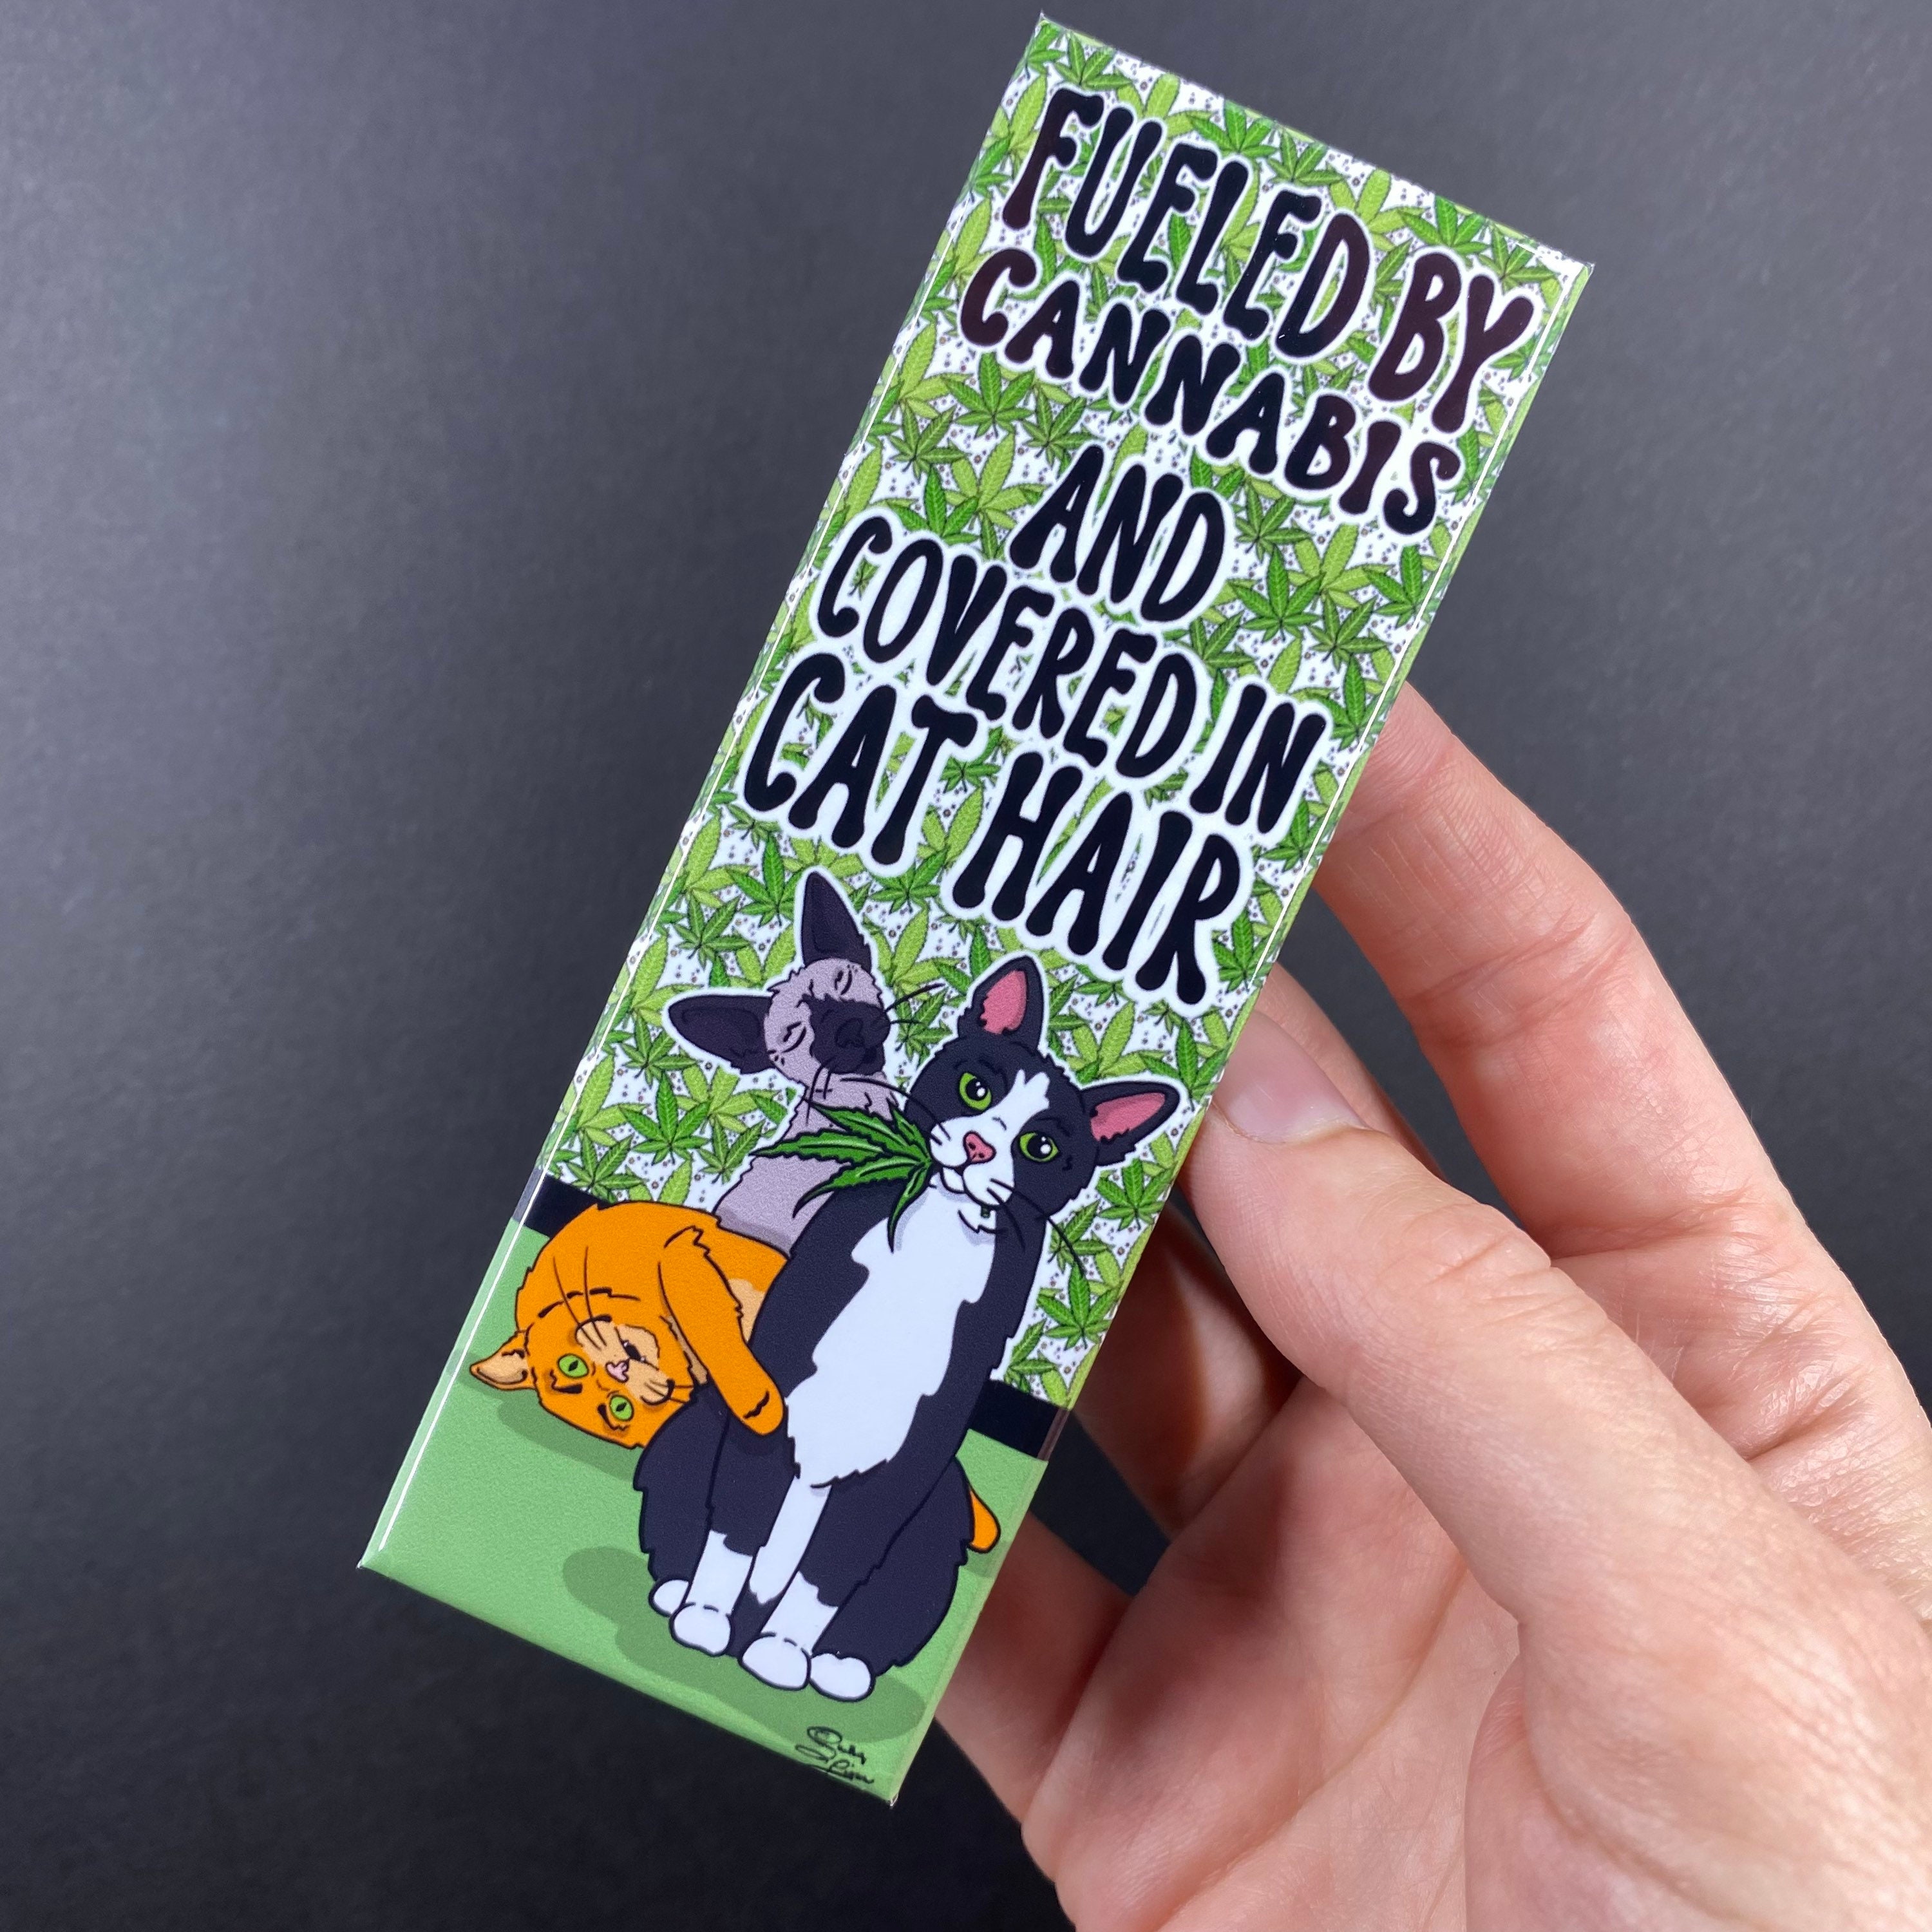 FUELED BY
CANNABIS
AND
COVERED IN
CAT HAIR